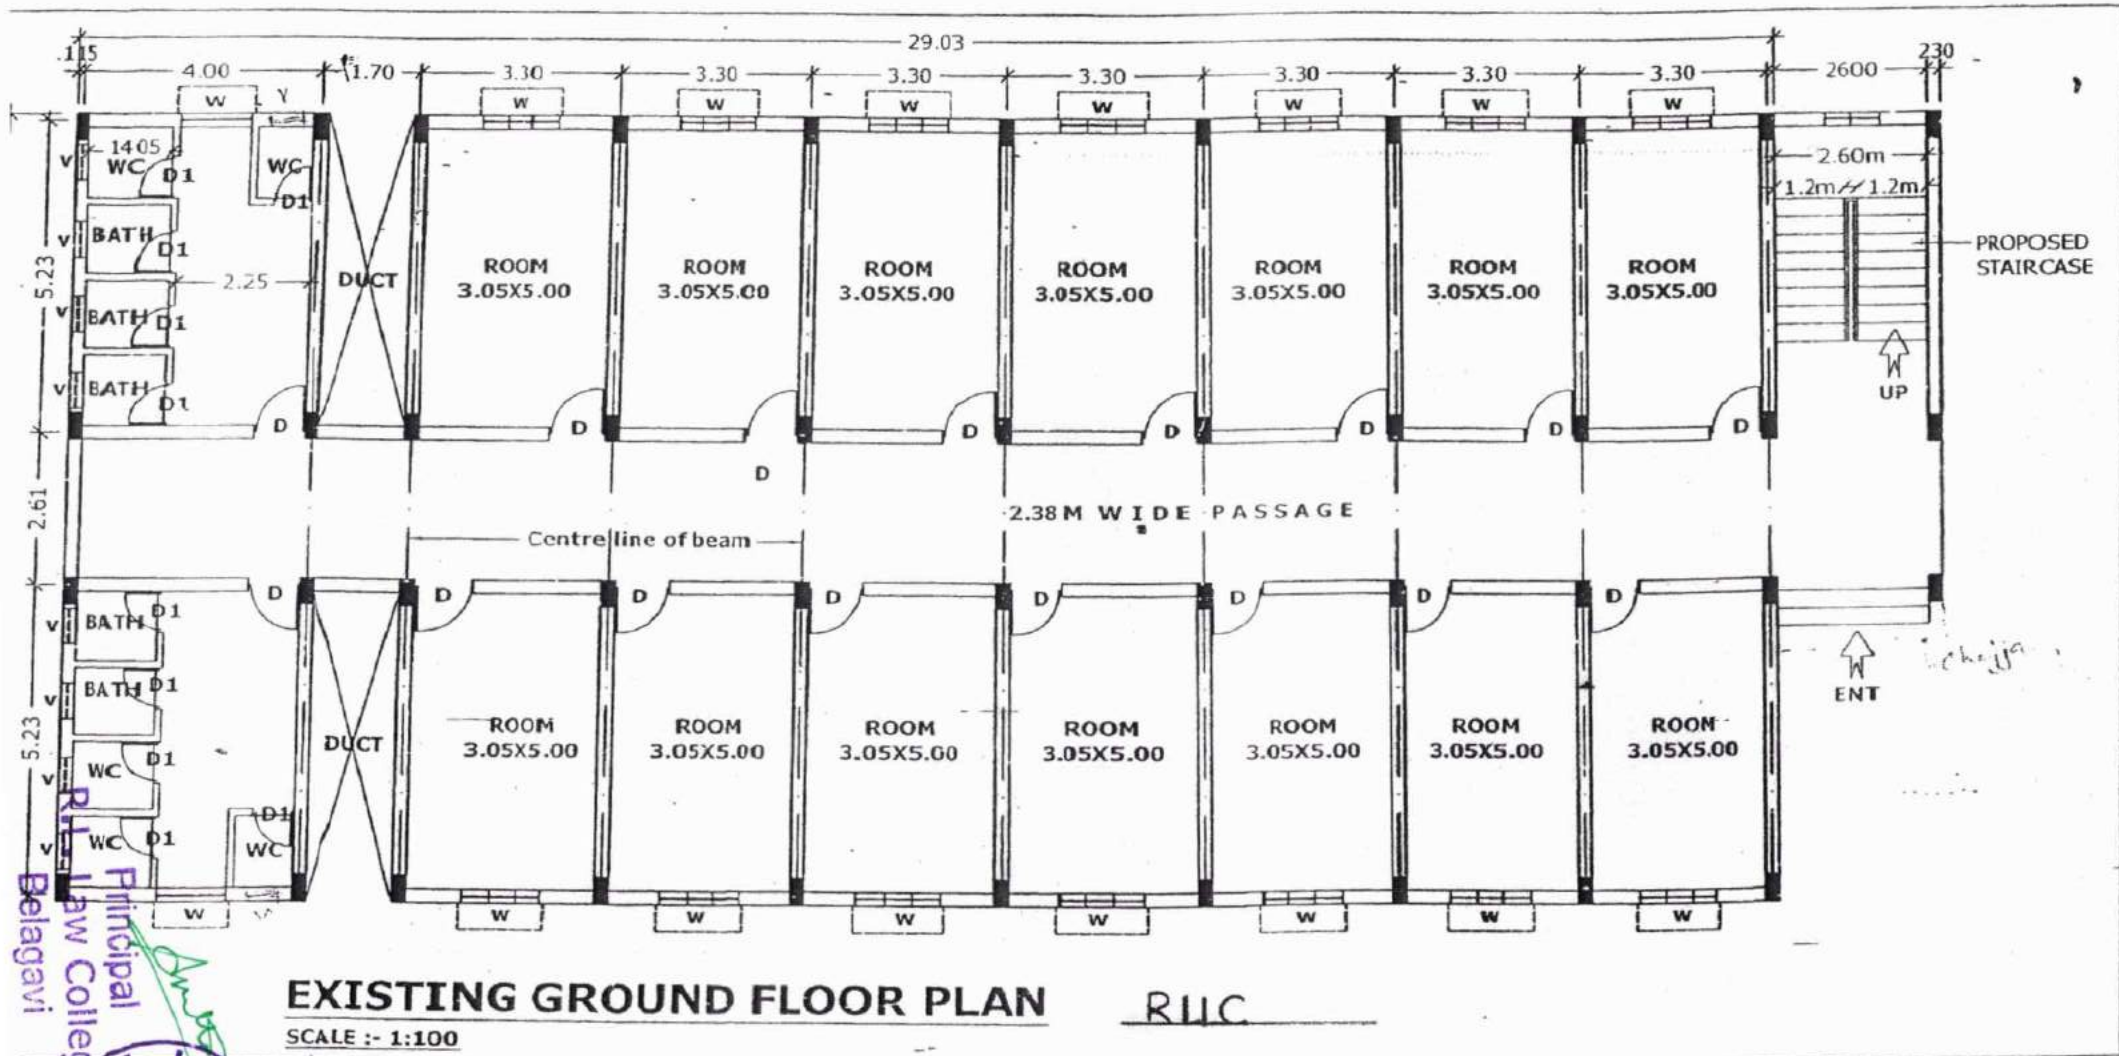 29.03
.115 4.00 1.70 3.30 3.30 3.30 3.30 3.30 3.30 3.30 2600 230
W W W W W W W W
V 1405 WC D1 WC D1
V BATH D1
V BATH D1
V BATH D1
2.25
5.23
DUCT
ROOM
3.05X5.00
ROOM
3.05X5.00
ROOM
3.05X5.00
ROOM
3.05X5.00
ROOM
3.05X5.00
ROOM
3.05X5.00
ROOM
3.05X5.00
2.60m
1.2m 1.2m
PROPOSED
STAIRCASE
UP
D D D D D D D D
D
2.61
2.38M WIDE PASSAGE
Centre line of beam
D D D D D D D D
V BATH D1
V BATH D1
V WC D1
V WC D1
D1
WC
5.23
DUCT
ROOM
3.05X5.00
ROOM
3.05X5.00
ROOM
3.05X5.00
ROOM
3.05X5.00
ROOM
3.05X5.00
ROOM
3.05X5.00
ROOM
3.05X5.00
ENT
chajja
W W W W W W W W
Principal
R.L. Law College
Belagavi
EXISTING GROUND FLOOR PLAN
SCALE :- 1:100